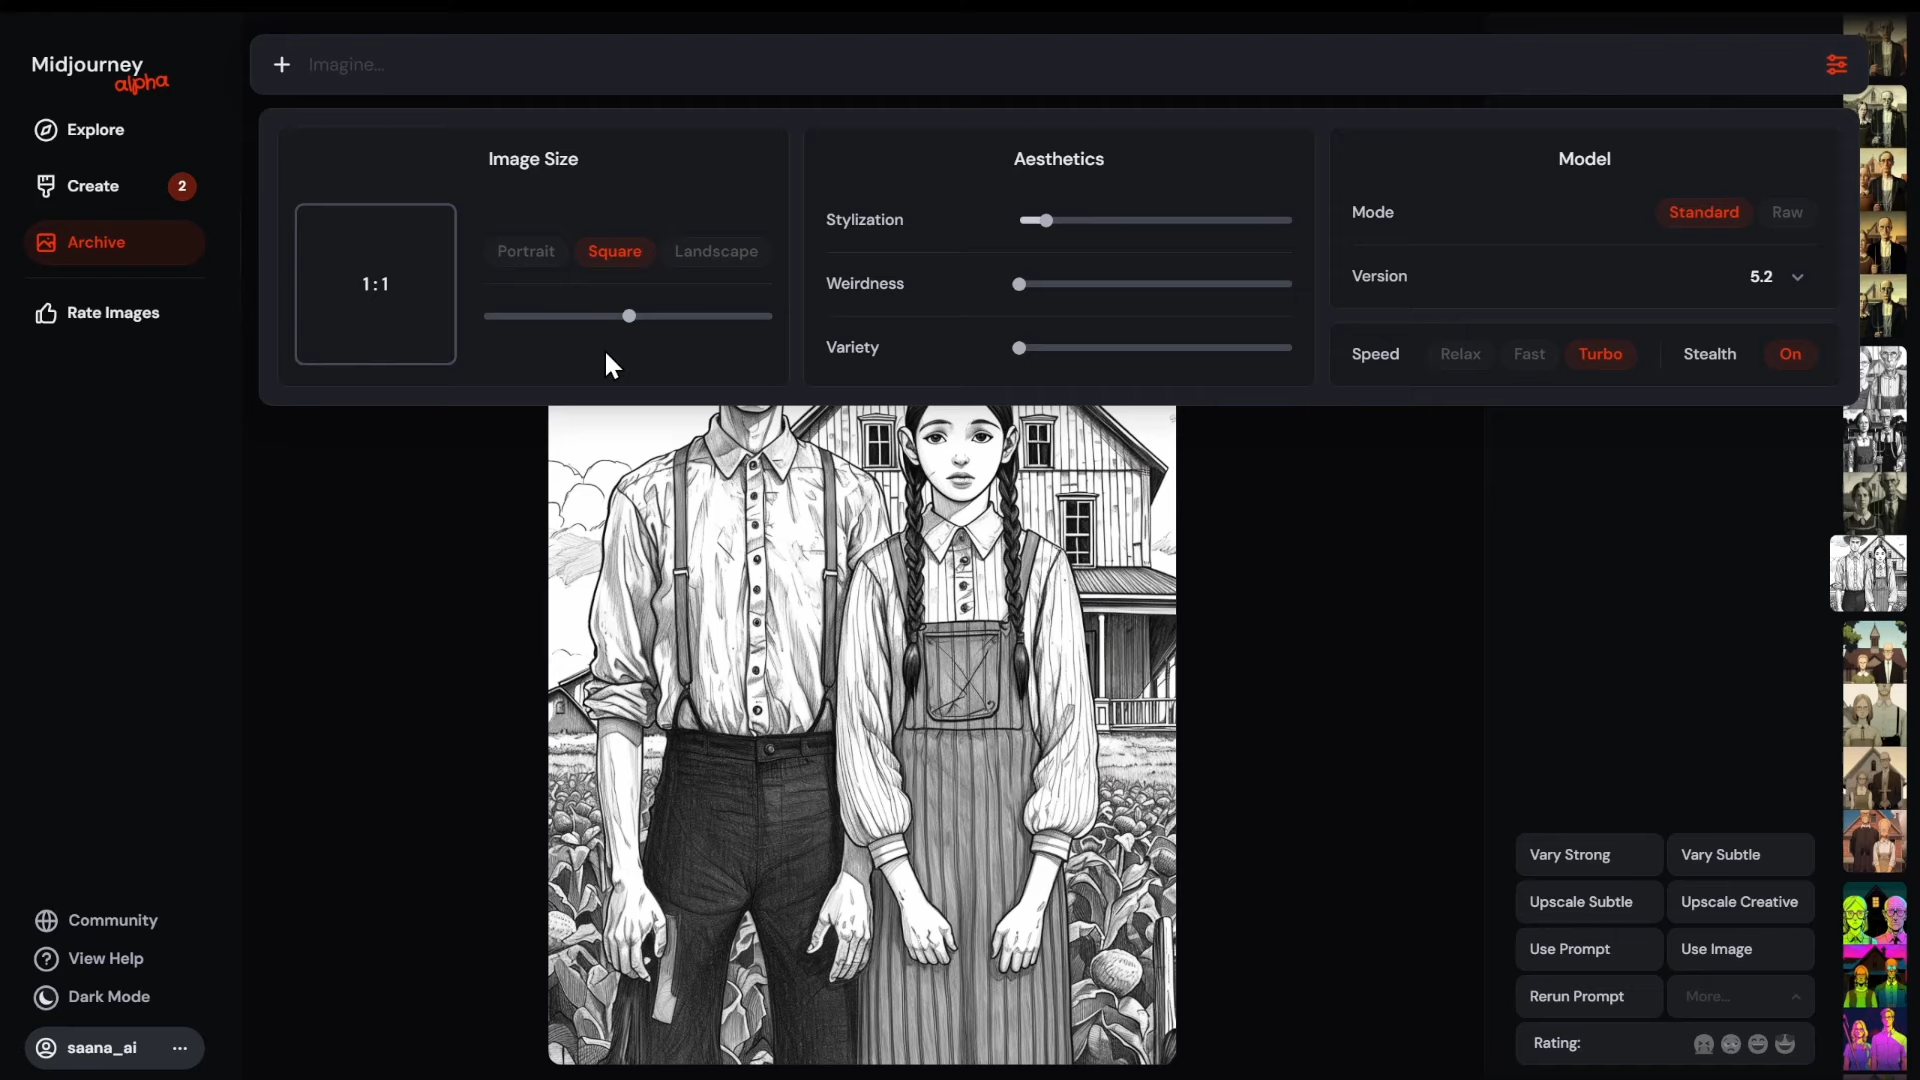 Midjourney
alpha
Imagine...
Explore
Create 2
Archive
Rate Images
Image Size
1:1
Portrait Square Landscape
Aesthetics
Stylization
Weirdness
Variety
Model
Mode Standard Raw
Version 5.2
Speed Relax Fast Turbo Stealth On
Vary Strong Vary Subtle
Upscale Subtle Upscale Creative
Use Prompt Use Image
Rerun Prompt More...
Rating:
Community
View Help
Dark Mode
saana_ai ...